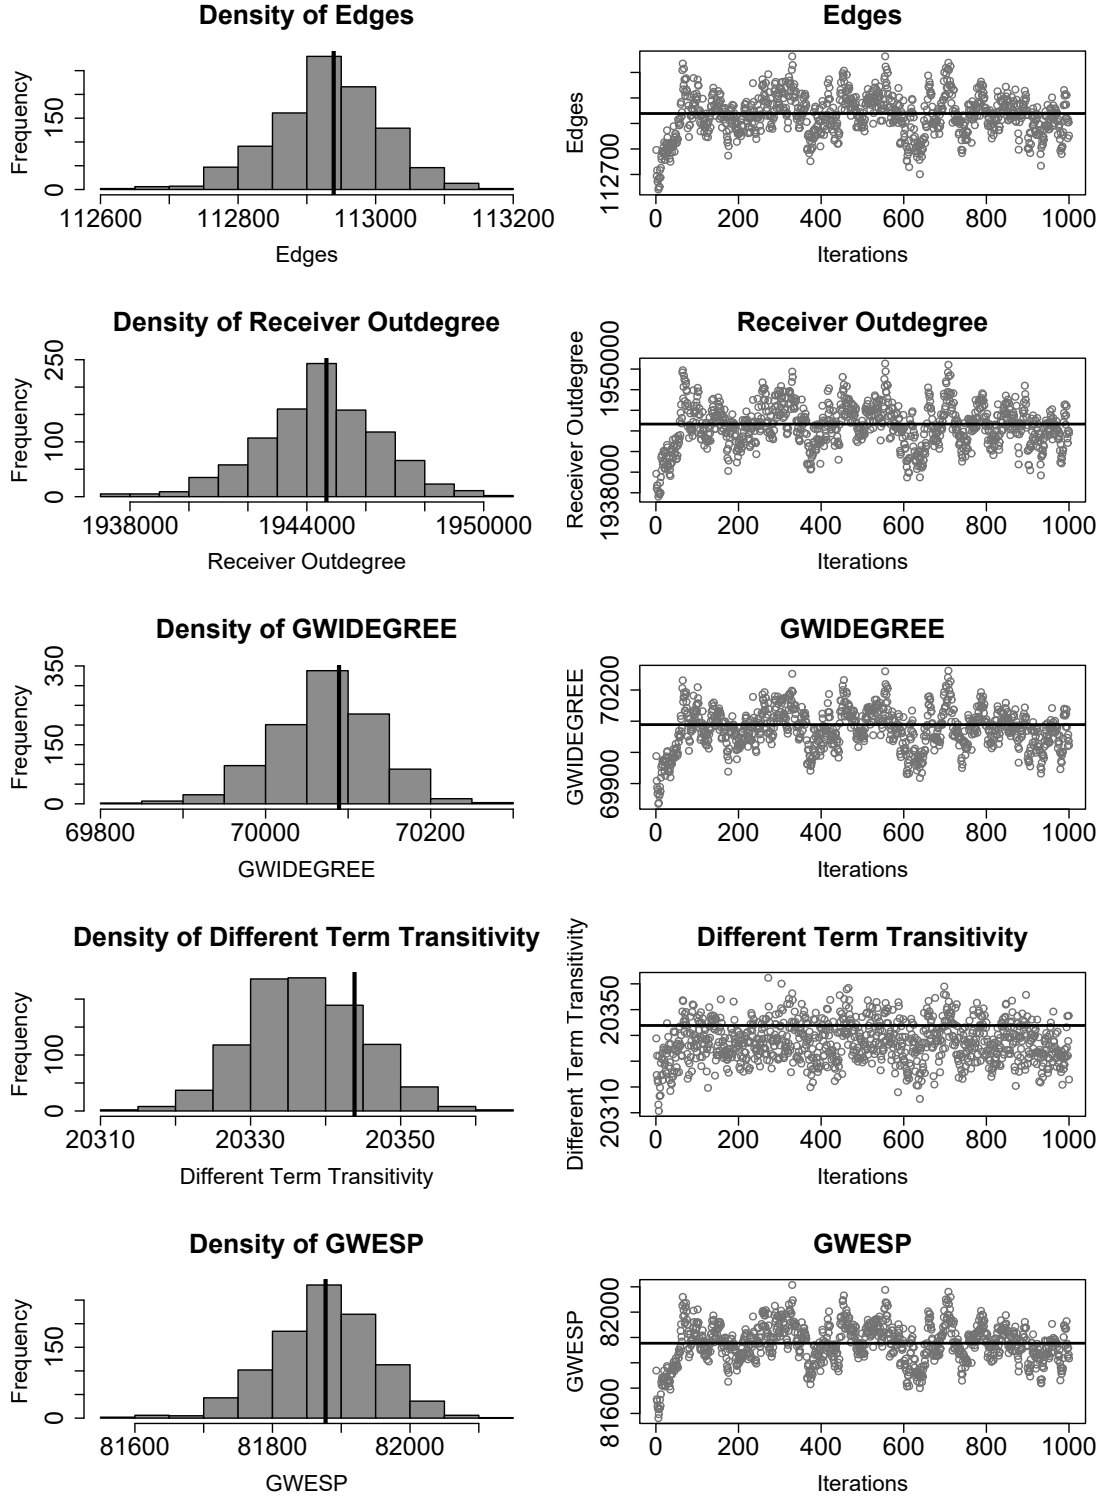 Density of Edges
Frequency
0
150
112600
112800
113000
113200
Edges
Edges
Edges
112700
0
200
400
600
800
1000
Iterations
Density of Receiver Outdegree
Frequency
0
100
250
1938000
1944000
1950000
Receiver Outdegree
Receiver Outdegree
Receiver Outdegree
1938000
1950000
0
200
400
600
800
1000
Iterations
Density of GWIDEGREE
Frequency
0
150
350
69800
70000
70200
GWIDEGREE
GWIDEGREE
GWIDEGREE
69900
70200
0
200
400
600
800
1000
Iterations
Density of Different Term Transitivity
Frequency
0
100
20310
20330
20350
Different Term Transitivity
Different Term Transitivity
Different Term Transitivity
20310
20350
0
200
400
600
800
1000
Iterations
Density of GWESP
Frequency
0
150
81600
81800
82000
GWESP
GWESP
GWESP
81600
82000
0
200
400
600
800
1000
Iterations